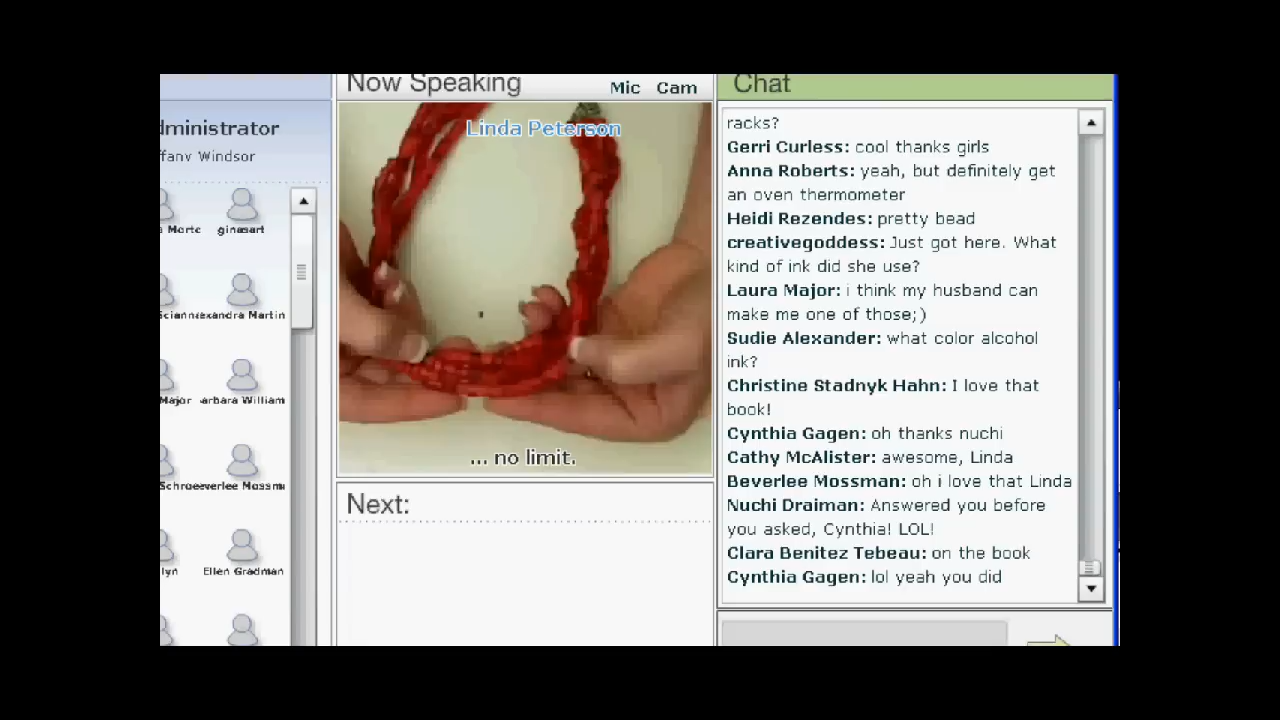 dministrator
ffany Windsor
ginasart
exandra Martin
Major
arbara William
Ellen Gradman
Now Speaking
Mic Cam
Linda Peterson
... no limit.
Next:
Chat
racks?
Gerri Curless: cool thanks girls
Anna Roberts: yeah, but definitely get
an oven thermometer
Heidi Rezendes: pretty bead
creativegoddess: Just got here. What
kind of ink did she use?
Laura Major: i think my husband can
make me one of those;)
Sudie Alexander: what color alcohol
ink?
Christine Stadnyk Hahn: I love that
book!
Cynthia Gagen: oh thanks nuchi
Cathy McAlister: awesome, Linda
Beverlee Mossman: oh i love that Linda
Nuchi Draiman: Answered you before
you asked, Cynthia! LOL!
Clara Benitez Tebeau: on the book
Cynthia Gagen: lol yeah you did